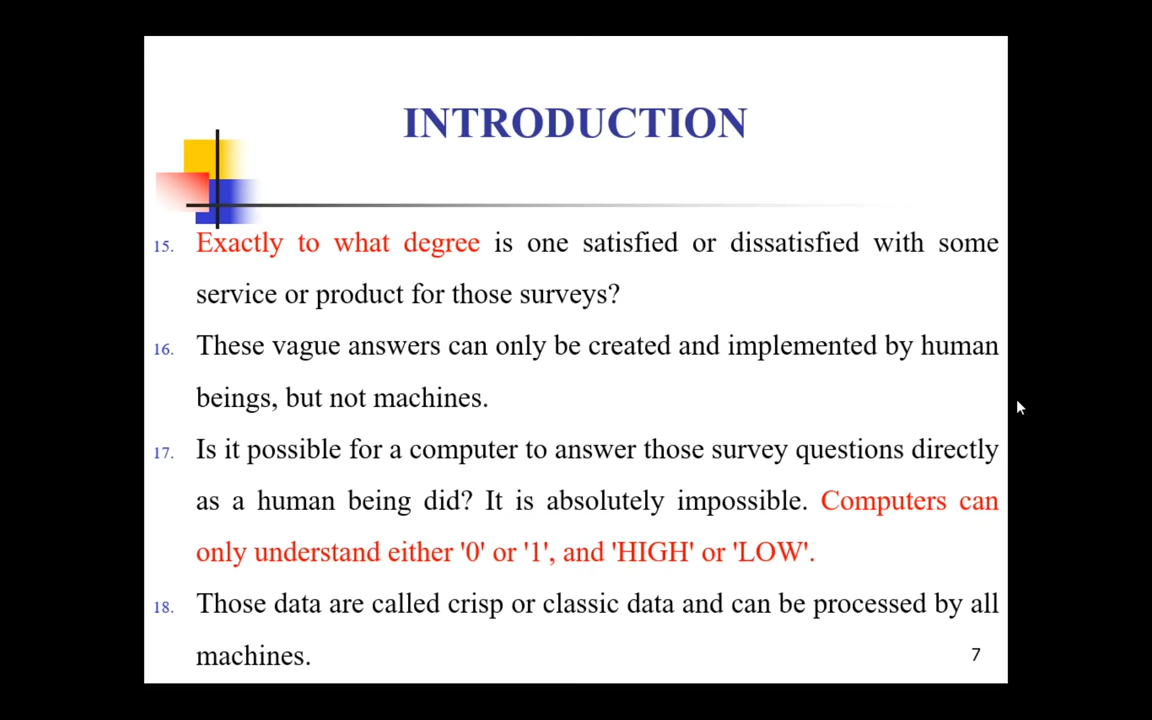 INTRODUCTION
15. Exactly to what degree is one satisfied or dissatisfied with some
service or product for those surveys?
16. These vague answers can only be created and implemented by human
beings, but not machines.
17. Is it possible for a computer to answer those survey questions directly
as a human being did? It is absolutely impossible. Computers can
only understand either '0' or '1', and 'HIGH' or 'LOW'.
18. Those data are called crisp or classic data and can be processed by all
machines.
7